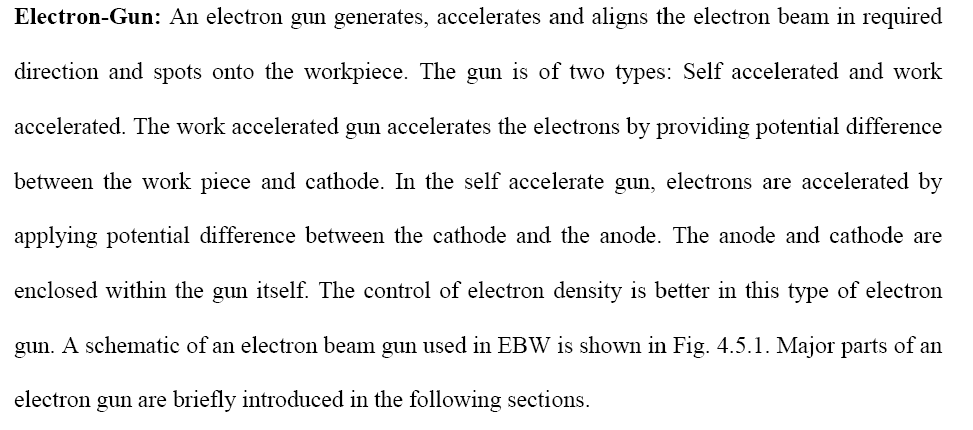 Electron-Gun: An electron gun generates, accelerates and aligns the electron beam in required
direction and spots onto the workpiece. The gun is of two types: Self accelerated and work
accelerated. The work accelerated gun accelerates the electrons by providing potential difference
between the work piece and cathode. In the self accelerate gun, electrons are accelerated by
applying potential difference between the cathode and the anode. The anode and cathode are
enclosed within the gun itself. The control of electron density is better in this type of electron
gun. A schematic of an electron beam gun used in EBW is shown in Fig. 4.5.1. Major parts of an
electron gun are briefly introduced in the following sections.